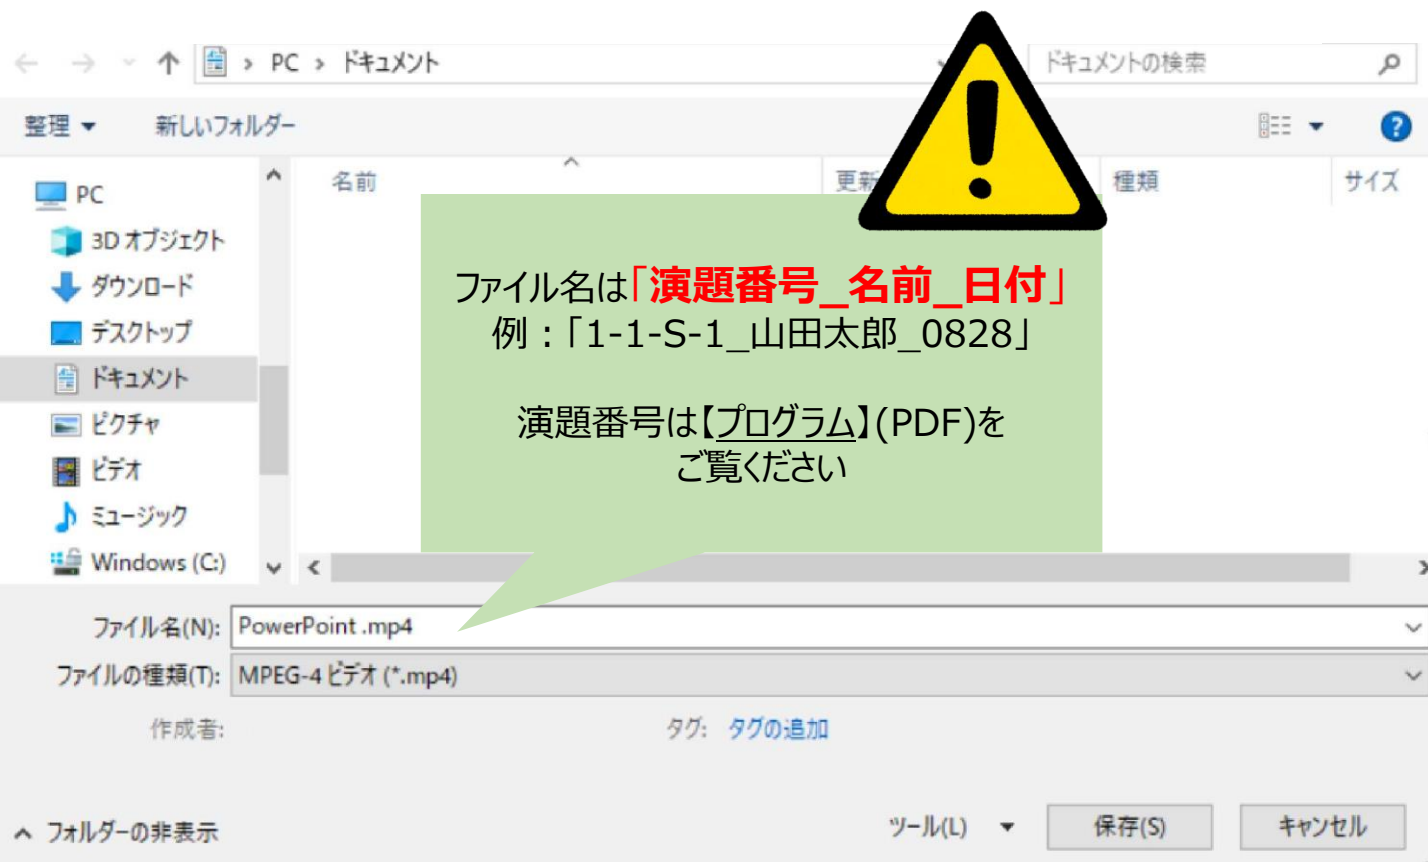 PC › ドキュメント
ドキュメントの検索
整理
新しいフォルダー
名前
更新
種類
サイズ
PC
3D オブジェクト
ダウンロード
デスクトップ
ドキュメント
ピクチャ
ビデオ
ミュージック
Windows (C:)
ファイル名は「演題番号_名前_日付」
例：「1-1-S-1_山田太郎_0828」
演題番号は【プログラム】(PDF)を
ご覧ください
ファイル名(N): PowerPoint .mp4
ファイルの種類(T): MPEG-4 ビデオ (*.mp4)
作成者:
タグ: タグの追加
フォルダーの非表示
ツール(L)
保存(S)
キャンセル